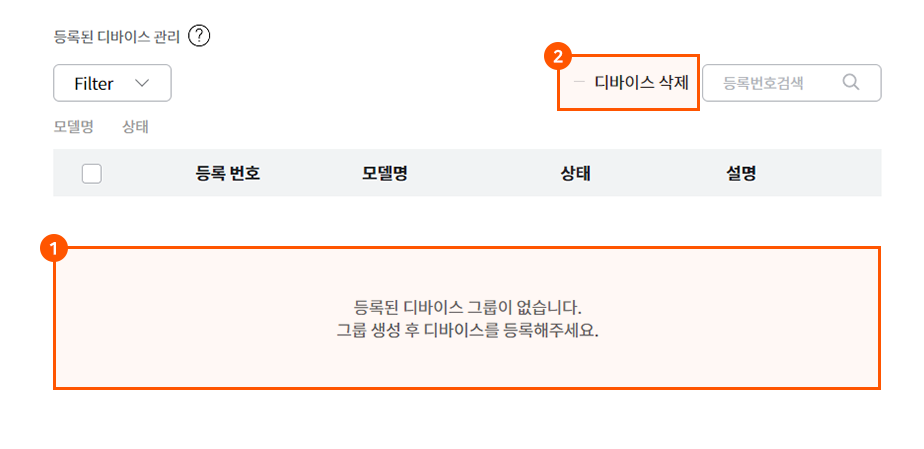 등록된 디바이스 관리 ?
2
Filter
디바이스 삭제
등록번호검색
모델명 상태
등록 번호 모델명 상태 설명
1
등록된 디바이스 그룹이 없습니다.
그룹 생성 후 디바이스를 등록해주세요.